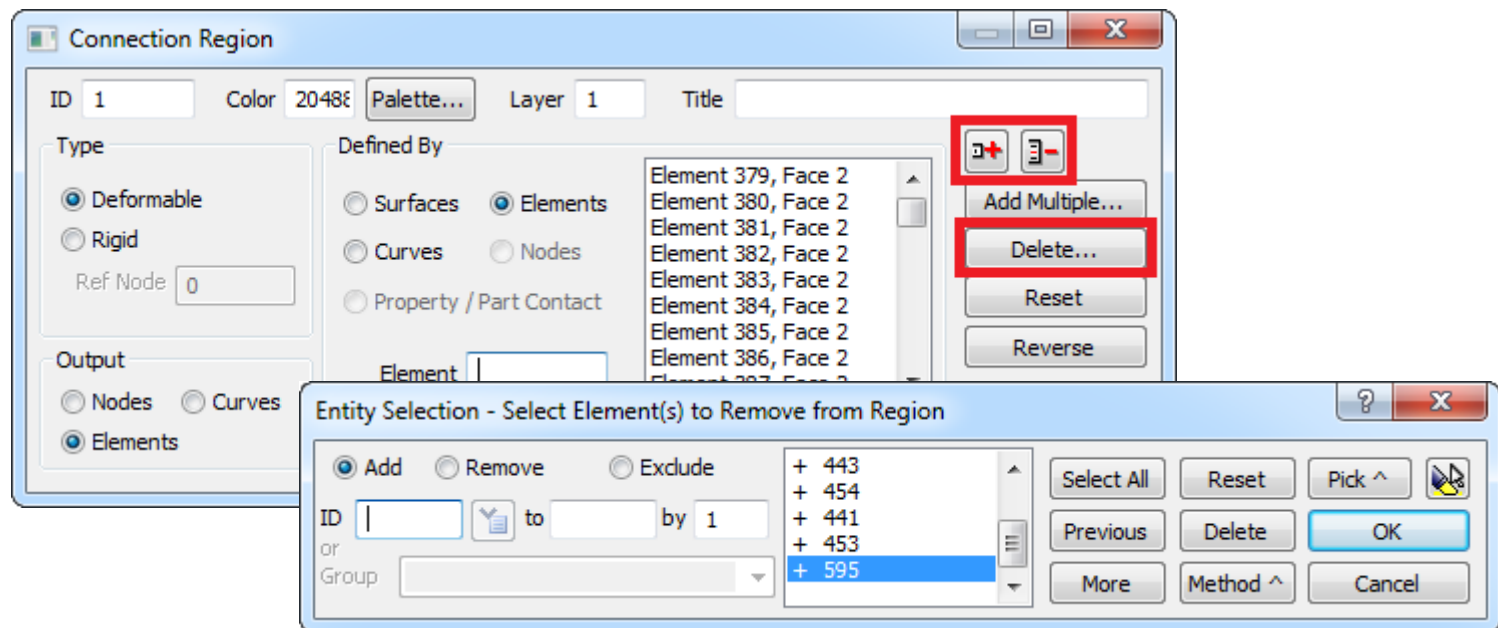 Connection Region
ID 1 Color 20488 Palette... Layer 1 Title
Type
Deformable
Rigid
Ref Node 0
Output
Nodes Curves
Elements
Defined By
Surfaces Elements
Curves Nodes
Property / Part Contact
Element
Element 379, Face 2
Element 380, Face 2
Element 381, Face 2
Element 382, Face 2
Element 383, Face 2
Element 384, Face 2
Element 385, Face 2
Element 386, Face 2
Element 387, Face 2
Add Multiple...
Delete...
Reset
Reverse
Entity Selection - Select Element(s) to Remove from Region
Add Remove Exclude
ID to by 1
or
Group
+ 443
+ 454
+ 441
+ 453
+ 595
Select All Reset Pick ^
Previous Delete OK
More Method ^ Cancel